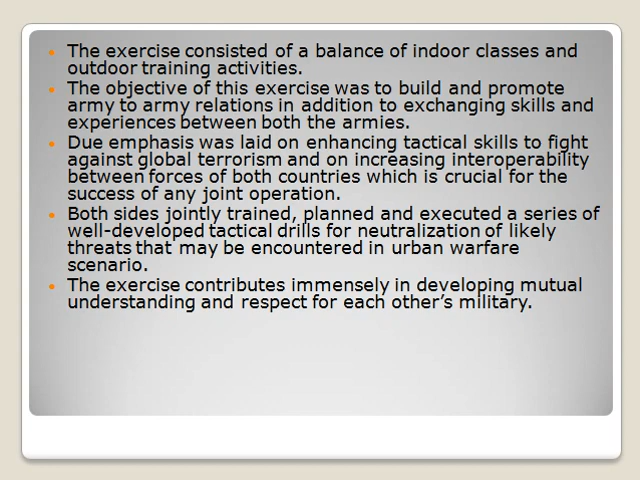 • The exercise consisted of a balance of indoor classes and
outdoor training activities.
• The objective of this exercise was to build and promote
army to army relations in addition to exchanging skills and
experiences between both the armies.
• Due emphasis was laid on enhancing tactical skills to fight
against global terrorism and on increasing interoperability
between forces of both countries which is crucial for the
success of any joint operation.
• Both sides jointly trained, planned and executed a series of
well-developed tactical drills for neutralization of likely
threats that may be encountered in urban warfare
scenario.
• The exercise contributes immensely in developing mutual
understanding and respect for each other’s military.